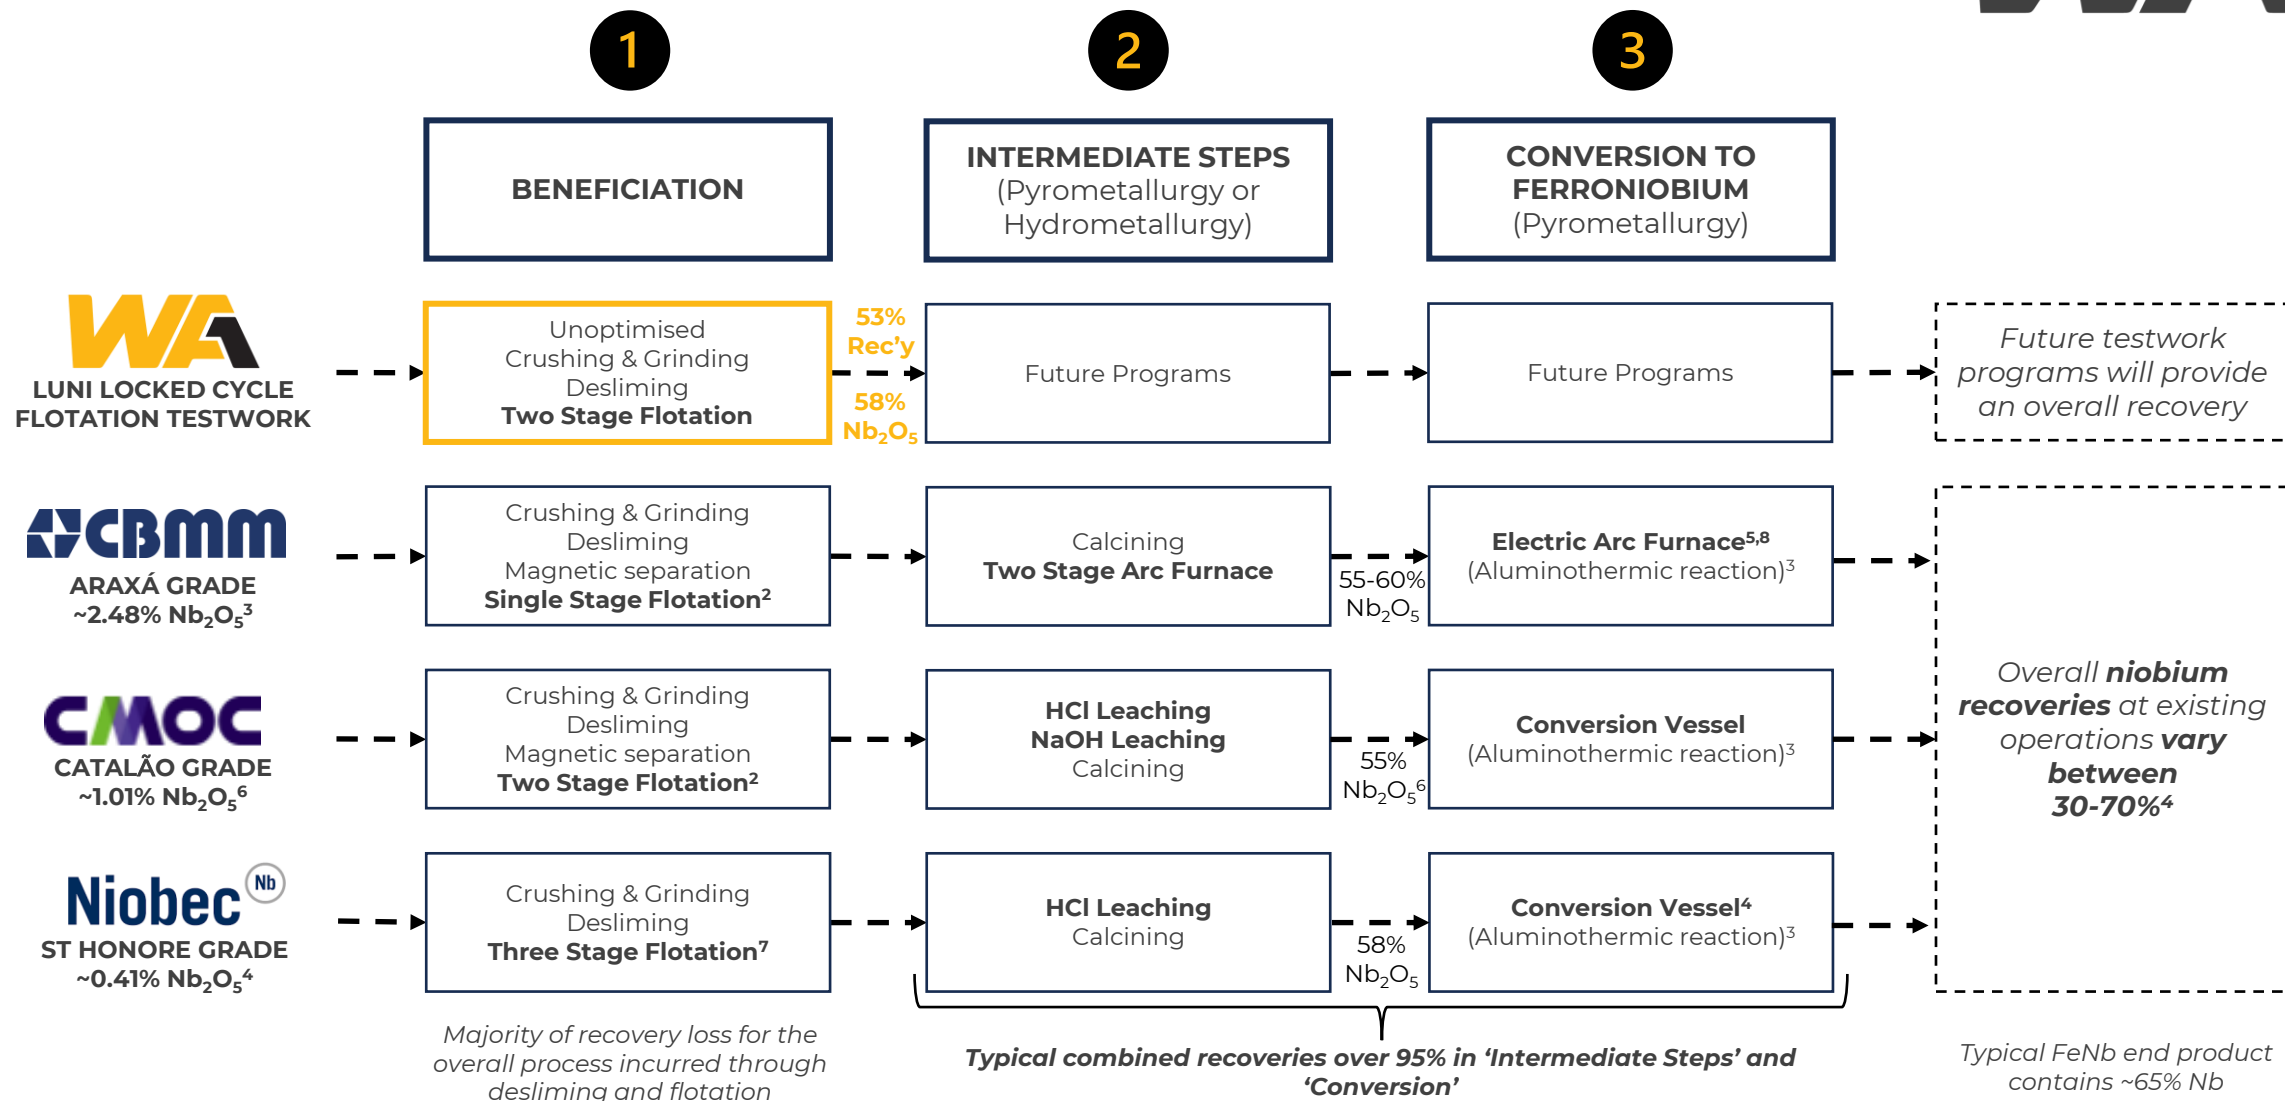 1
2
3
BENEFICIATION
INTERMEDIATE STEPS
(Pyrometallurgy or
Hydrometallurgy)
CONVERSION TO
FERRONIOBIUM
(Pyrometallurgy)
WA1
LUNI LOCKED CYCLE
FLOTATION TESTWORK
Unoptimised
Crushing & Grinding
Desliming
Two Stage Flotation
53%
Rec'y
58%
Nb₂O₅
Future Programs
Future Programs
Future testwork
programs will provide
an overall recovery
CBMM
ARAXÁ GRADE
~2.48% Nb₂O₅³
Crushing & Grinding
Desliming
Magnetic separation
Single Stage Flotation²
Calcining
Two Stage Arc Furnace
55-60%
Nb₂O₅
Electric Arc Furnace⁵,⁸
(Aluminothermic reaction)³
CMOC
CATALÃO GRADE
~1.01% Nb₂O₅⁶
Crushing & Grinding
Desliming
Magnetic separation
Two Stage Flotation²
HCl Leaching
NaOH Leaching
Calcining
55%
Nb₂O₅⁶
Conversion Vessel
(Aluminothermic reaction)³
Overall niobium
recoveries at existing
operations vary
between
30-70%⁴
Niobec Nb
ST HONORE GRADE
~0.41% Nb₂O₅⁴
Crushing & Grinding
Desliming
Three Stage Flotation⁷
HCl Leaching
Calcining
58%
Nb₂O₅
Conversion Vessel⁴
(Aluminothermic reaction)³
Majority of recovery loss for the
overall process incurred through
desliming and flotation
Typical combined recoveries over 95% in 'Intermediate Steps' and
'Conversion'
Typical FeNb end product
contains ~65% Nb